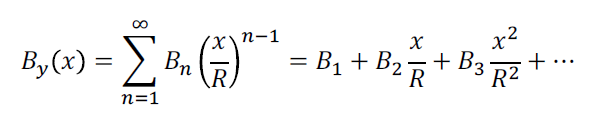 B_y(x) = \sum_{n=1}^{\infty} B_n \left(\frac{x}{R}\right)^{n-1} = B_1 + B_2 \frac{x}{R} + B_3 \frac{x^2}{R^2} + \cdots